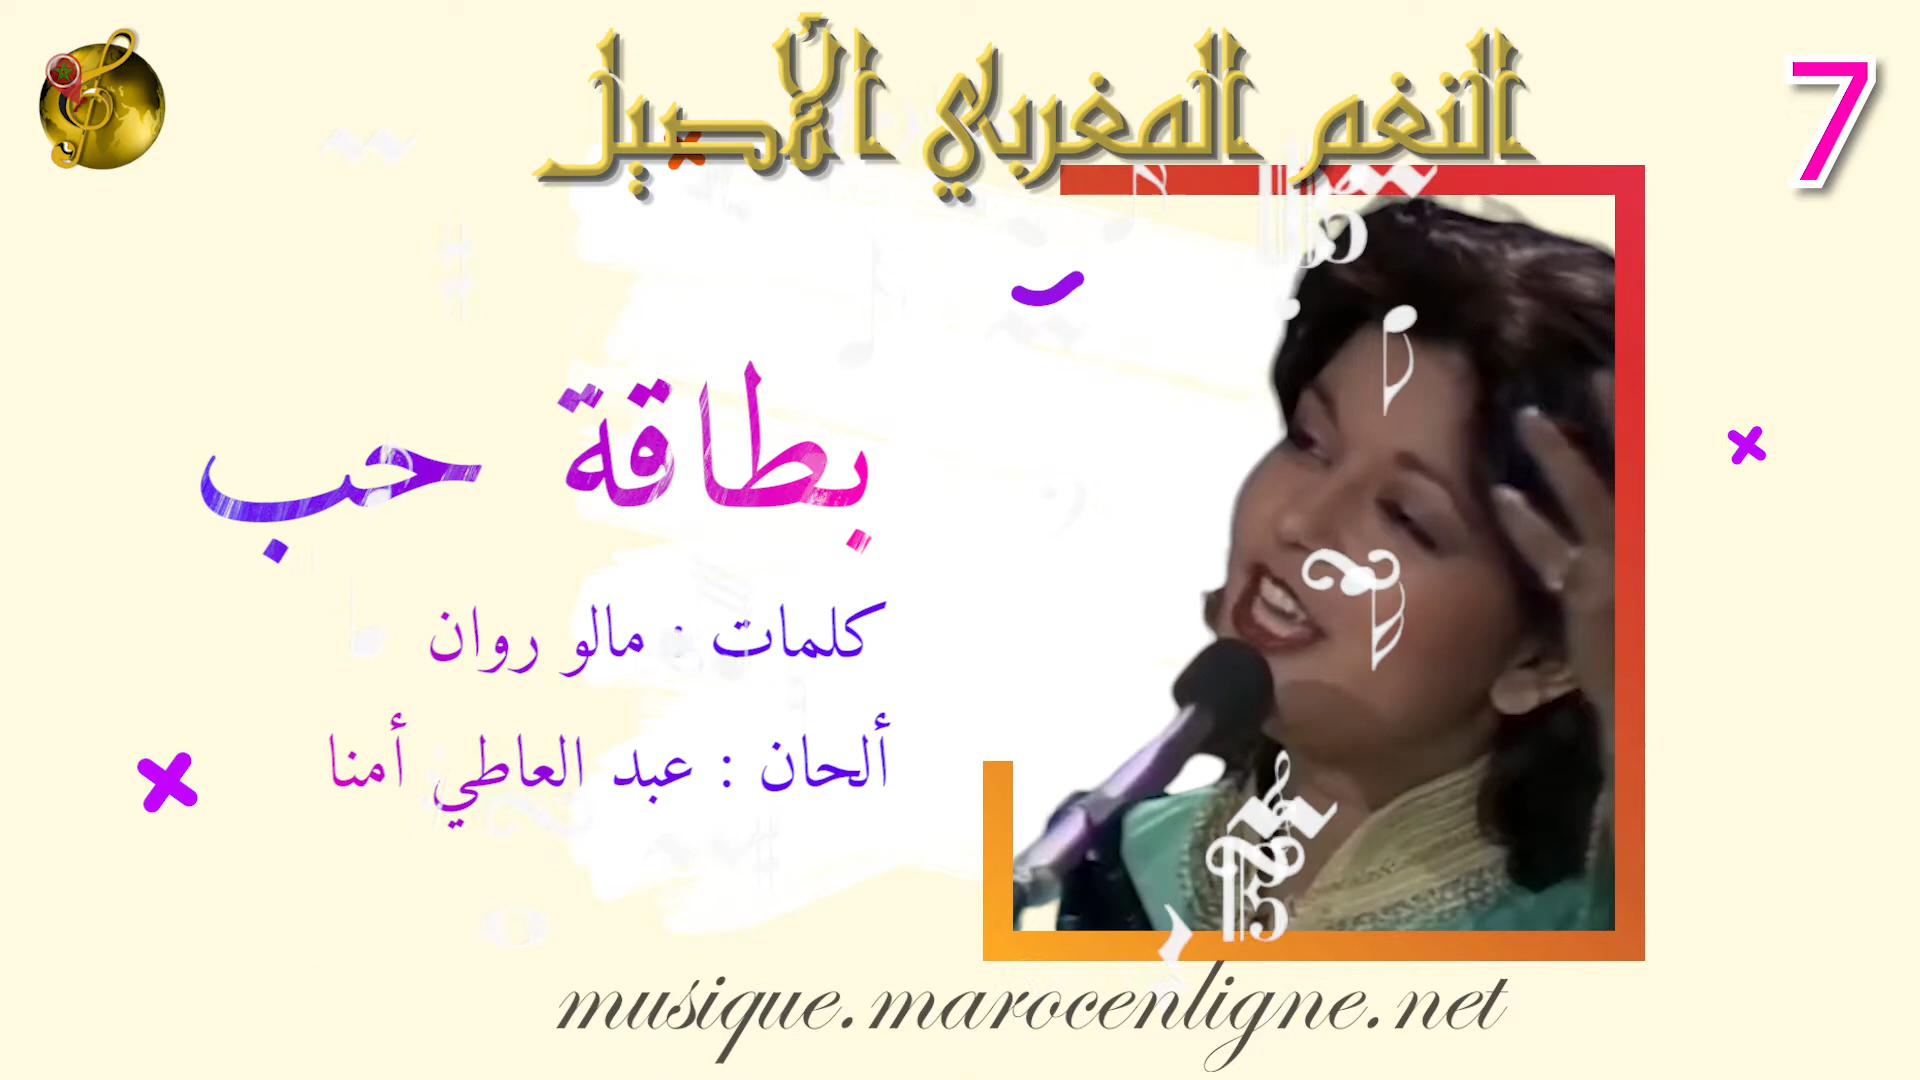 النغم المغربي الأصيل
7
بطاقة حب
كلمات : مالو روان
ألحان : عبد العاطي أمنا
musique.marocenligne.net